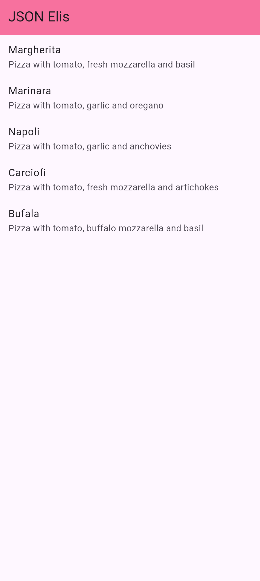 JSON Elis
Margherita
Pizza with tomato, fresh mozzarella and basil
Marinara
Pizza with tomato, garlic and oregano
Napoli
Pizza with tomato, garlic and anchovies
Carciofi
Pizza with tomato, fresh mozzarella and artichokes
Bufala
Pizza with tomato, buffalo mozzarella and basil